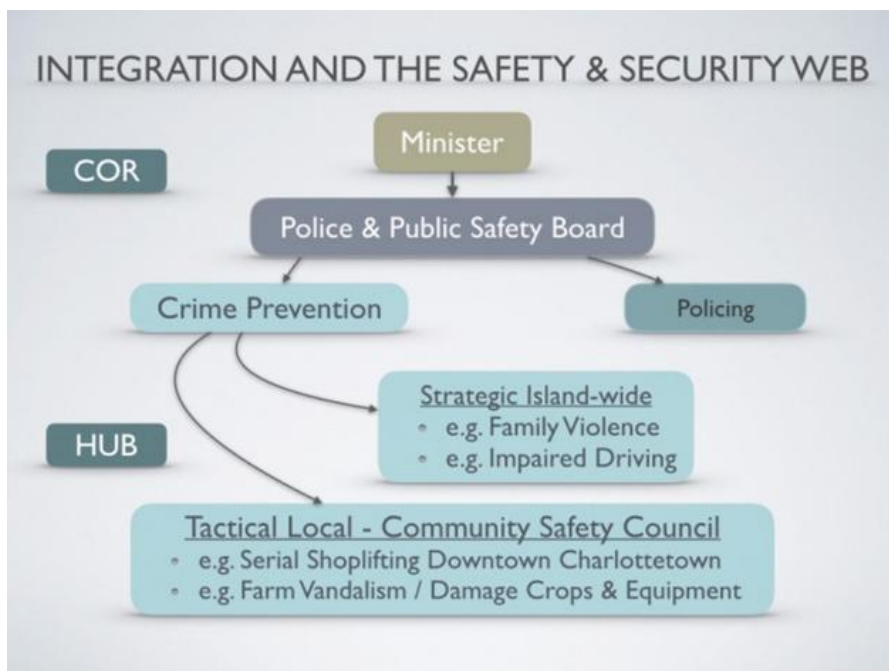 INTEGRATION AND THE SAFETY & SECURITY WEB
Minister
COR
Police & Public Safety Board
Crime Prevention
Policing
Strategic Island-wide
• e.g. Family Violence
• e.g. Impaired Driving
HUB
Tactical Local - Community Safety Council
• e.g. Serial Shoplifting Downtown Charlottetown
• e.g. Farm Vandalism / Damage Crops & Equipment